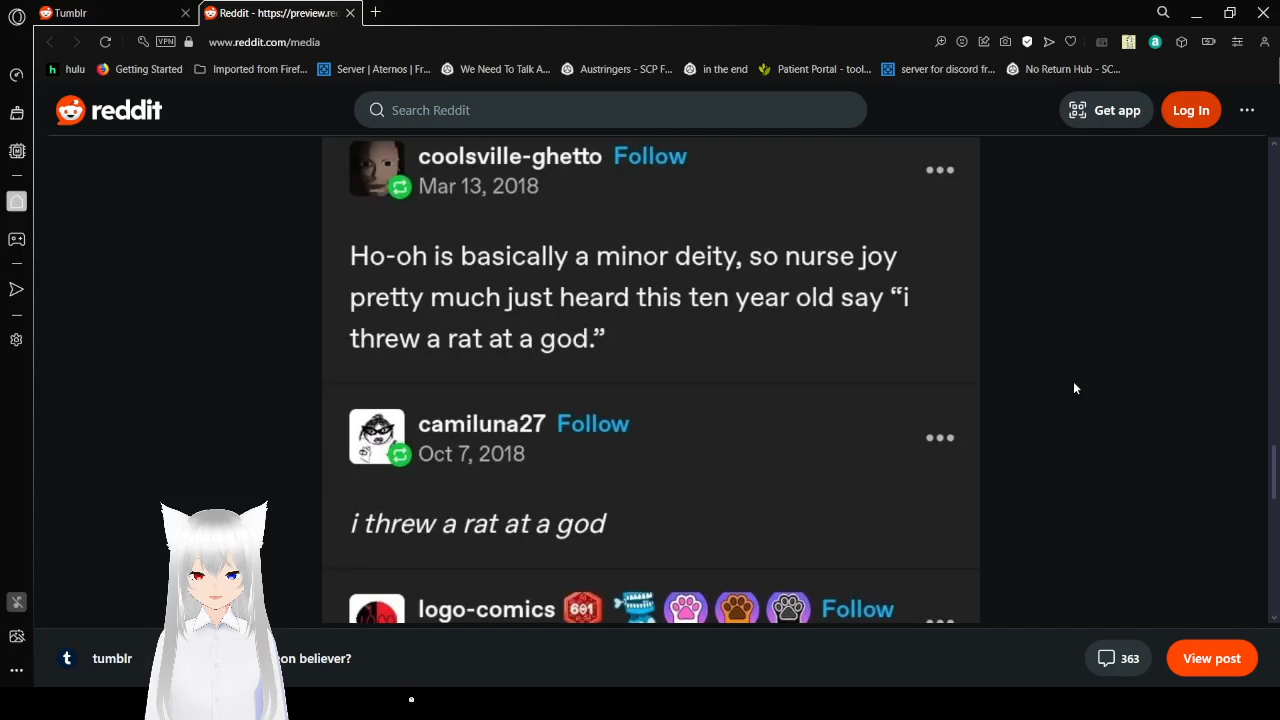 Tumblr
Reddit - https://preview.re
VPN
www.reddit.com/media
hulu
Getting Started
Imported from Firef...
Server | Aternos | Fr...
We Need To Talk A...
Austringers - SCP F...
in the end
Patient Portal - tool...
server for discord fr...
No Return Hub - SC...
reddit
Search Reddit
Get app
Log In
coolsville-ghetto Follow
Mar 13, 2018
Ho-oh is basically a minor deity, so nurse joy
pretty much just heard this ten year old say “i
threw a rat at a god.”
camiluna27 Follow
Oct 7, 2018
i threw a rat at a god
logo-comics 601 Follow
tumblr
on believer?
363
View post